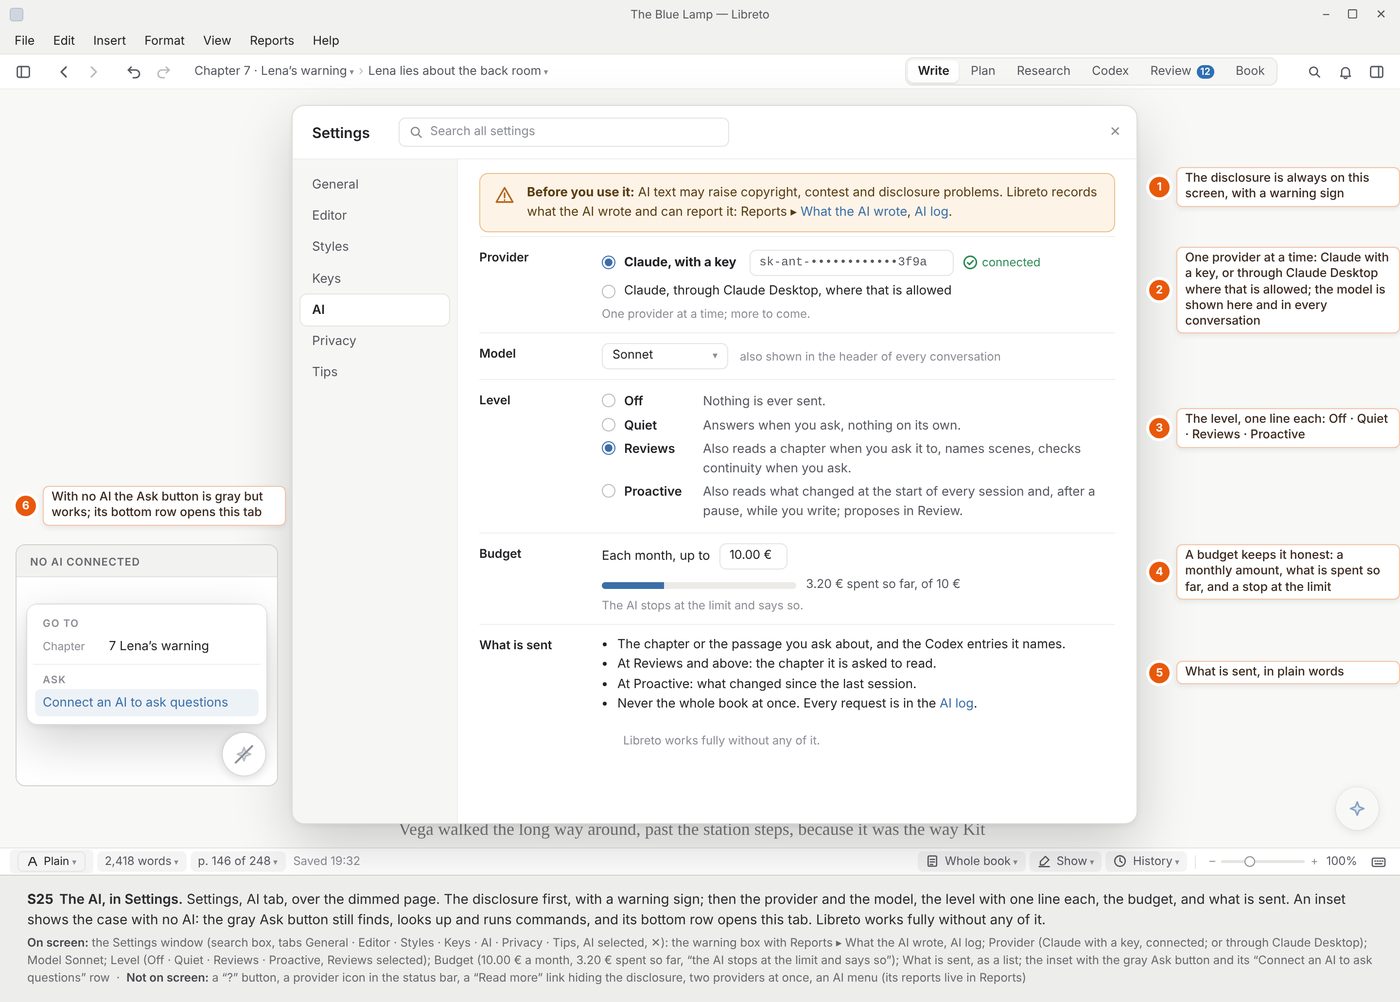 The Blue Lamp — Libreto
File Edit Insert Format View Reports Help
Chapter 7 · Lena's warning ▾ › Lena lies about the back room ▾
Write Plan Research Codex Review 12 Book
Settings
Search all settings
General
Editor
Styles
Keys
AI
Privacy
Tips
Before you use it: AI text may raise copyright, contest and disclosure problems. Libreto records
what the AI wrote and can report it: Reports ▸ What the AI wrote, AI log.
Provider
Claude, with a key sk-ant-••••••••••••3f9a connected
Claude, through Claude Desktop, where that is allowed
One provider at a time; more to come.
Model
Sonnet ▾ also shown in the header of every conversation
Level
Off Nothing is ever sent.
Quiet Answers when you ask, nothing on its own.
Reviews Also reads a chapter when you ask it to, names scenes, checks
continuity when you ask.
Proactive Also reads what changed at the start of every session and, after a
pause, while you write; proposes in Review.
Budget
Each month, up to 10.00 €
3.20 € spent so far, of 10 €
The AI stops at the limit and says so.
What is sent
• The chapter or the passage you ask about, and the Codex entries it names.
• At Reviews and above: the chapter it is asked to read.
• At Proactive: what changed since the last session.
• Never the whole book at once. Every request is in the AI log.
Libreto works fully without any of it.
1 The disclosure is always on this
screen, with a warning sign
2 One provider at a time: Claude with
a key, or through Claude Desktop
where that is allowed; the model is
shown here and in every
conversation
3 The level, one line each: Off · Quiet
· Reviews · Proactive
4 A budget keeps it honest: a
monthly amount, what is spent so
far, and a stop at the limit
5 What is sent, in plain words
6 With no AI the Ask button is gray but
works; its bottom row opens this tab
NO AI CONNECTED
GO TO
Chapter 7 Lena's warning
ASK
Connect an AI to ask questions
Vega walked the long way around, past the station steps, because it was the way Kit
A Plain ▾ 2,418 words ▾ p. 146 of 248 ▾ Saved 19:32
Whole book ▾ Show ▾ History ▾ − + 100%
S25 The AI, in Settings. Settings, AI tab, over the dimmed page. The disclosure first, with a warning sign; then the provider and the model, the level with one line each, the budget, and what is sent. An inset
shows the case with no AI: the gray Ask button still finds, looks up and runs commands, and its bottom row opens this tab. Libreto works fully without any of it.
On screen: the Settings window (search box, tabs General · Editor · Styles · Keys · AI · Privacy · Tips, AI selected, ✕): the warning box with Reports ▸ What the AI wrote, AI log; Provider (Claude with a key, connected; or through Claude Desktop);
Model Sonnet; Level (Off · Quiet · Reviews · Proactive, Reviews selected); Budget (10.00 € a month, 3.20 € spent so far, “the AI stops at the limit and says so”); What is sent, as a list; the inset with the gray Ask button and its “Connect an AI to ask
questions” row · Not on screen: a “?” button, a provider icon in the status bar, a “Read more” link hiding the disclosure, two providers at once, an AI menu (its reports live in Reports)